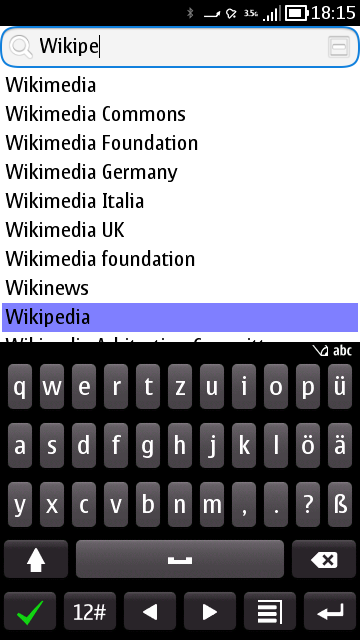 3.5G 18:15
Wikipe
Wikimedia
Wikimedia Commons
Wikimedia Foundation
Wikimedia Germany
Wikimedia Italia
Wikimedia UK
Wikimedia foundation
Wikinews
Wikipedia
abc
q w e r t z u i o p ü
a s d f g h j k l ö ä
y x c v b n m , . ? ß
12#